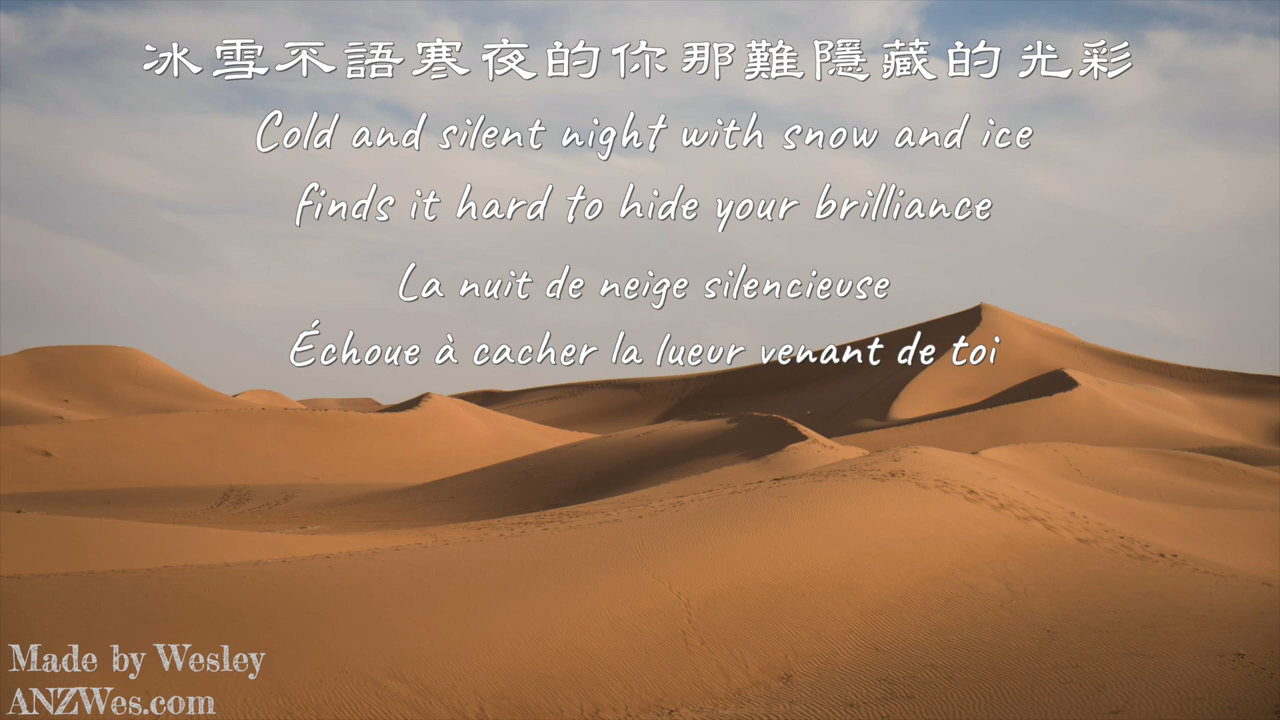 冰雪不語寒夜的你那難隱藏的光彩
Cold and silent night with snow and ice
finds it hard to hide your brilliance
La nuit de neige silencieuse
Échoue à cacher la lueur venant de toi
Made by Wesley
ANZWes.com